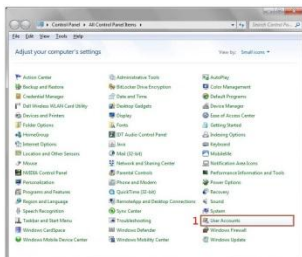 Control Panel ▸ All Control Panel Items ▸
Search Control Pa...
File Edit View Tools Help
Adjust your computer's settings
View by: Small icons
Action Center
Administrative Tools
AutoPlay
Backup and Restore
BitLocker Drive Encryption
Color Management
Credential Manager
Date and Time
Default Programs
Dell Wireless WLAN Card Utility
Desktop Gadgets
Device Manager
Devices and Printers
Display
Ease of Access Center
Folder Options
Fonts
Getting Started
HomeGroup
IDT Audio Control Panel
Indexing Options
Internet Options
Java
Keyboard
Location and Other Sensors
Mail (32-bit)
MobileMe
Mouse
Network and Sharing Center
Notification Area Icons
NVIDIA Control Panel
Parental Controls
Performance Information and Tools
Personalization
Phone and Modem
Power Options
Programs and Features
QuickTime (32-bit)
Recovery
Region and Language
RemoteApp and Desktop Connections
Sound
Speech Recognition
Sync Center
System
Taskbar and Start Menu
Troubleshooting
1 User Accounts
Windows CardSpace
Windows Defender
Windows Firewall
Windows Mobile Device Center
Windows Mobility Center
Windows Update